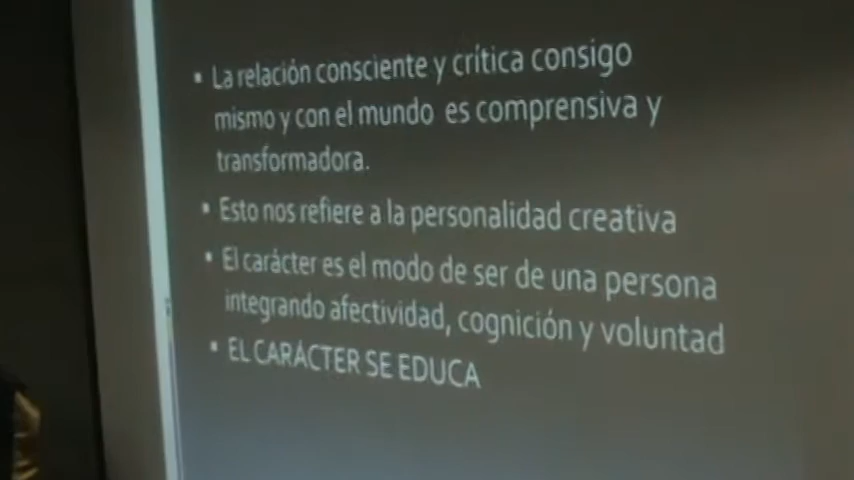 ▪ La relación consciente y crítica consigo
mismo y con el mundo es comprensiva y
transformadora.
▪ Esto nos refiere a la personalidad creativa
▪ El carácter es el modo de ser de una persona
integrando afectividad, cognición y voluntad
▪ EL CARÁCTER SE EDUCA